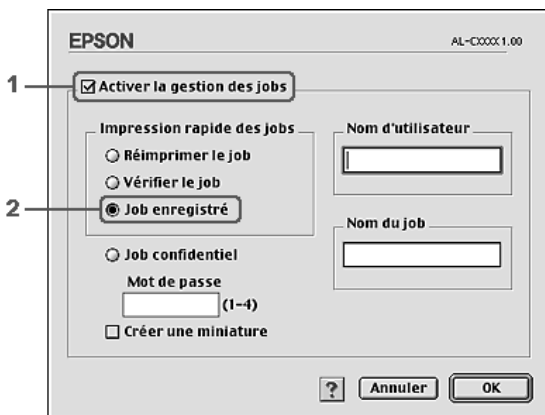 EPSON
AL-CXXXX 1.00
1
Activer la gestion des jobs
Impression rapide des jobs
Réimprimer le job
Vérifier le job
2
Job enregistré
Job confidentiel
Mot de passe
(1-4)
Créer une miniature
Nom d'utilisateur
Nom du job
?
Annuler
OK